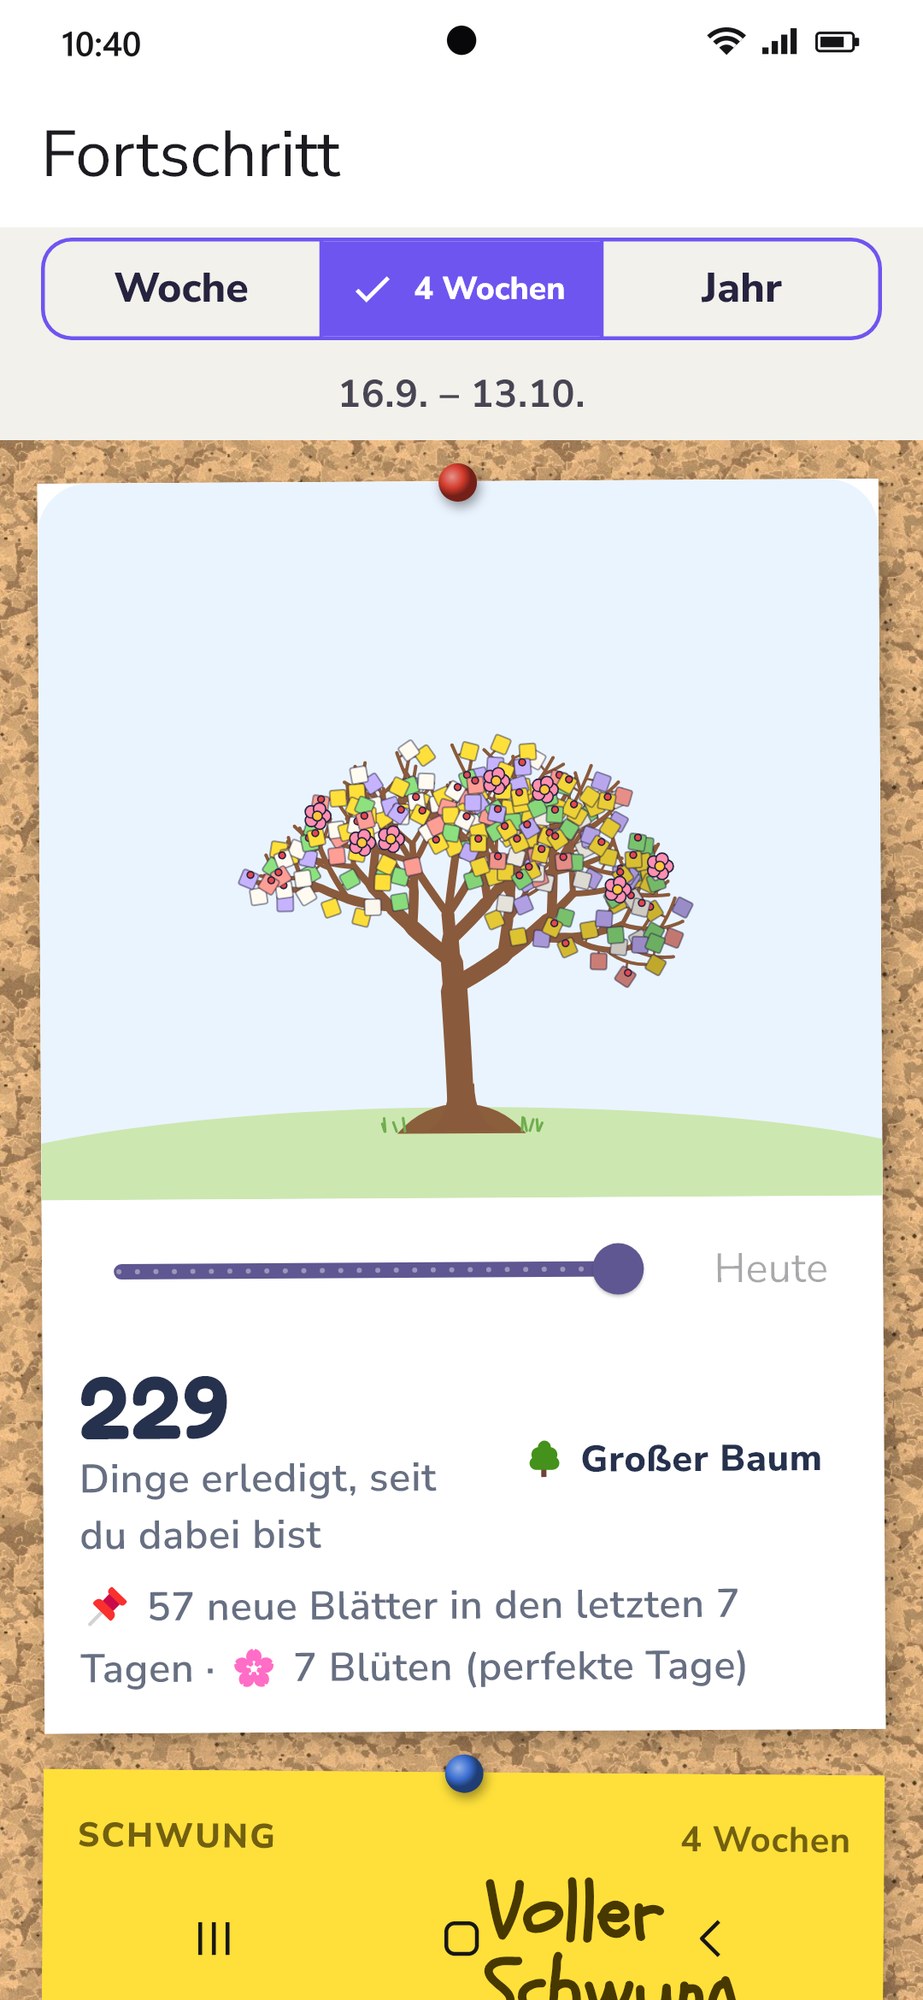 10:40
Fortschritt
Woche
4 Wochen
Jahr
16.9. – 13.10.
Heute
229
Dinge erledigt, seit
du dabei bist
Großer Baum
57 neue Blätter in den letzten 7
Tagen · 7 Blüten (perfekte Tage)
SCHWUNG
4 Wochen
Voller
Schwung